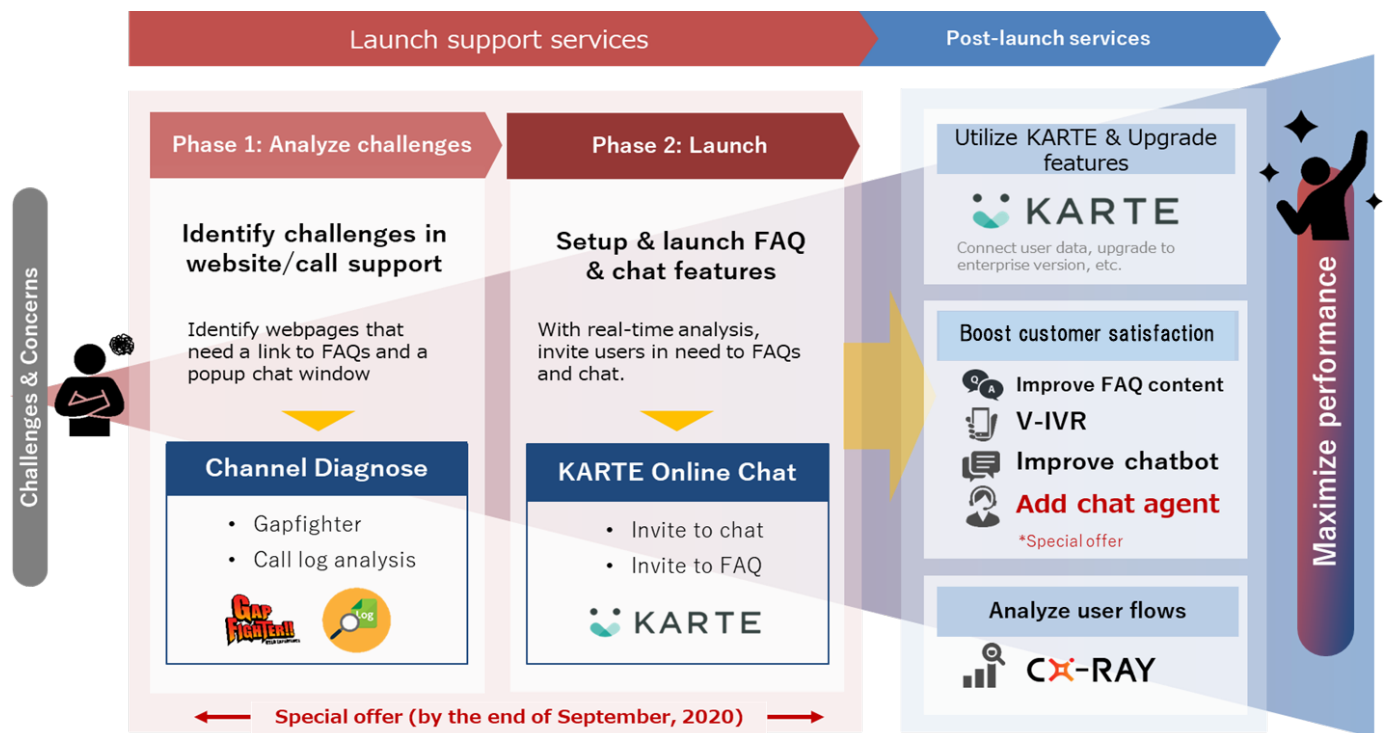 Launch support services
Post-launch services
Challenges & Concerns
Phase 1: Analyze challenges
Identify challenges in
website/call support
Identify webpages that
need a link to FAQs and a
popup chat window
Channel Diagnose
• Gapfighter
• Call log analysis
GAP
FIGHTER!!
Log
Phase 2: Launch
Setup & launch FAQ
& chat features
With real-time analysis,
invite users in need to FAQs
and chat.
KARTE Online Chat
• Invite to chat
• Invite to FAQ
KARTE
Special offer (by the end of September, 2020)
Utilize KARTE & Upgrade
features
KARTE
Connect user data, upgrade to
enterprise version, etc.
Boost customer satisfaction
Q A
Improve FAQ content
V-IVR
Improve chatbot
Add chat agent
*Special offer
Analyze user flows
CX-RAY
Maximize performance